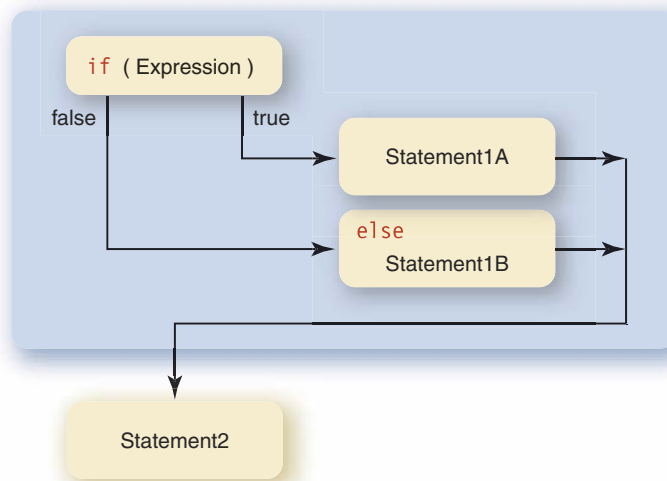 if ( Expression )
false
true
Statement1A
else
Statement1B
Statement2